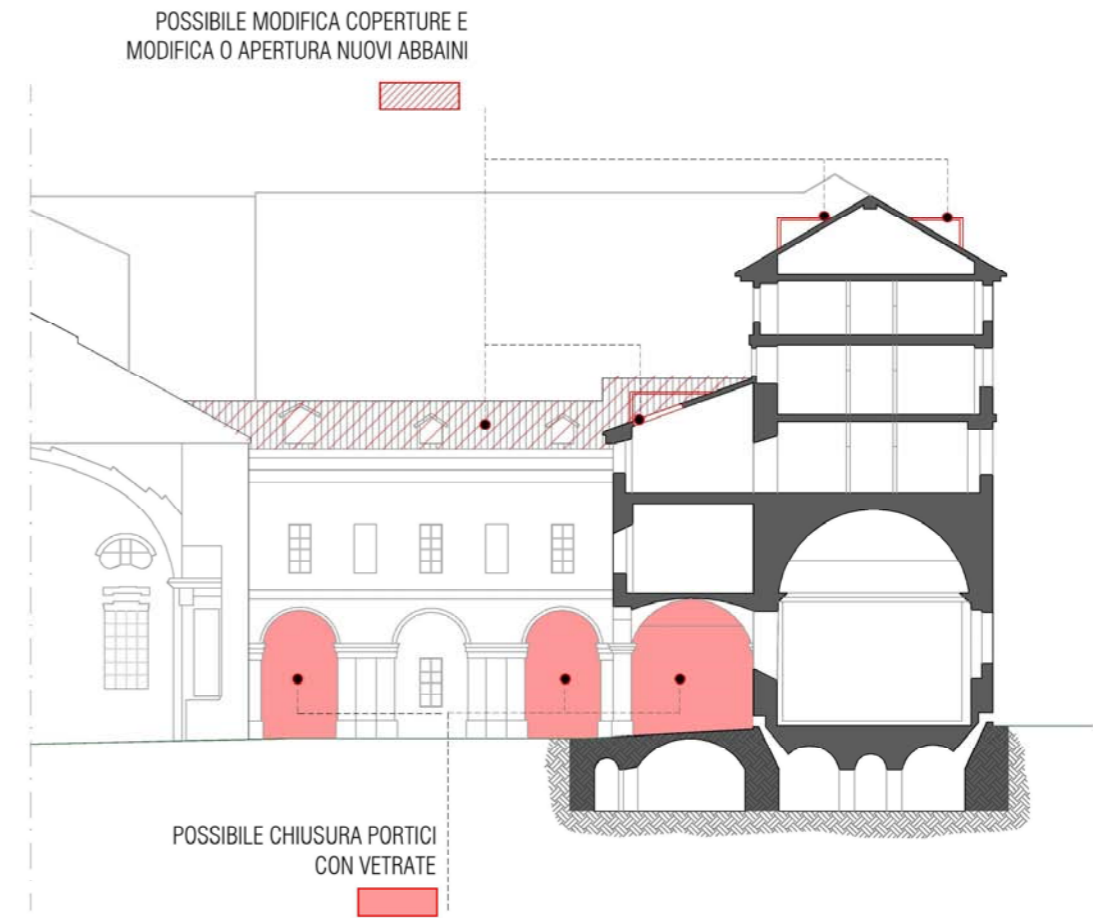 POSSIBILE MODIFICA COPERTURE E
MODIFICA O APERTURA NUOVI ABBAINI
POSSIBILE CHIUSURA PORTICI
CON VETRATE